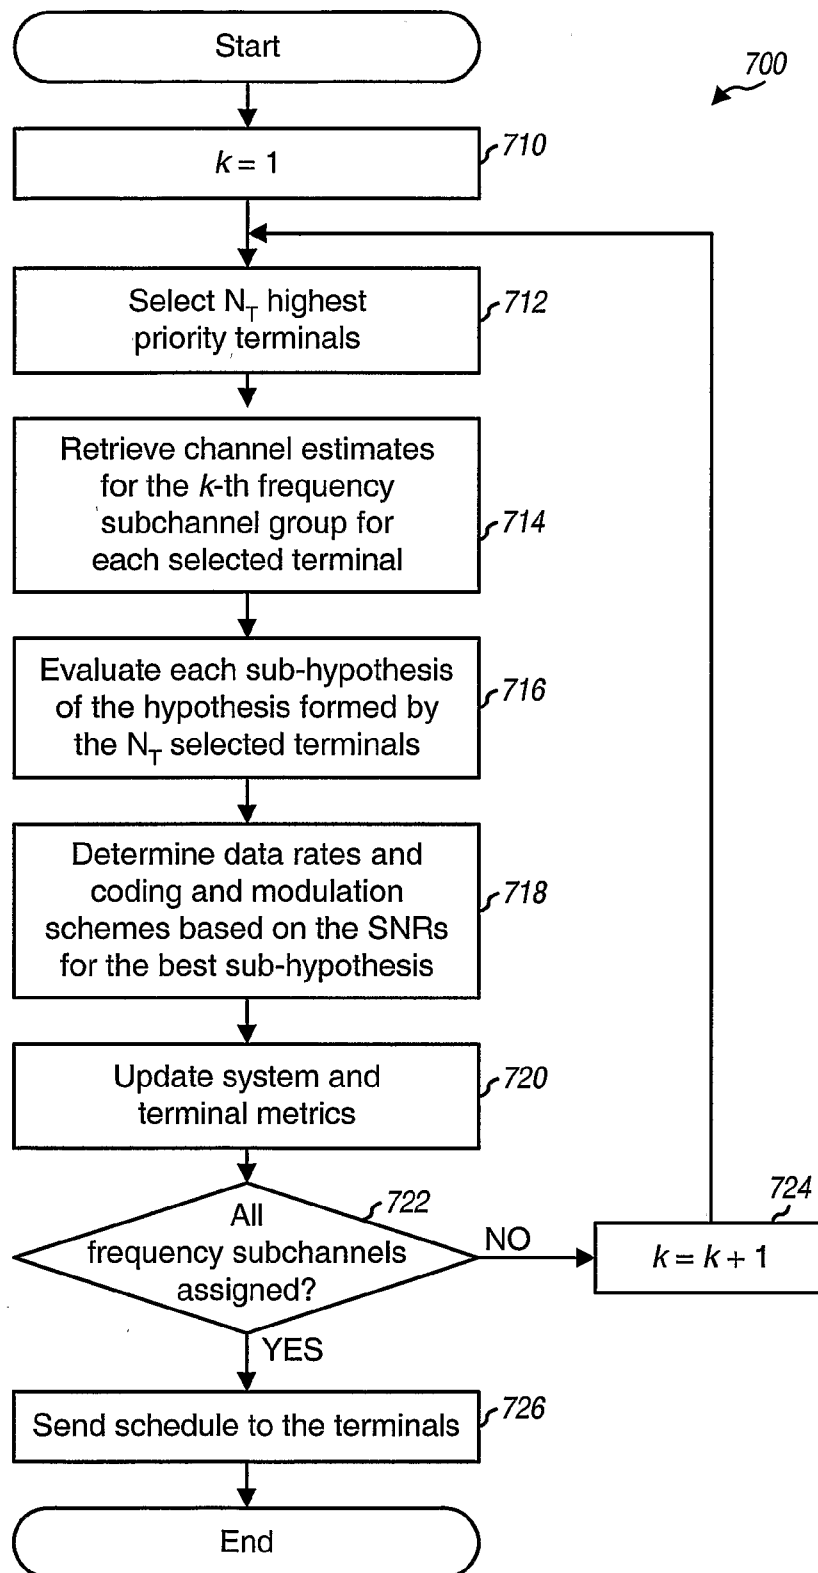 Start
700
k = 1
710
Select N_T highest
priority terminals
712
Retrieve channel estimates
for the k-th frequency
subchannel group for
each selected terminal
714
Evaluate each sub-hypothesis
of the hypothesis formed by
the N_T selected terminals
716
Determine data rates and
coding and modulation
schemes based on the SNRs
for the best sub-hypothesis
718
Update system and
terminal metrics
720
All
frequency subchannels
assigned?
722
NO
724
k = k + 1
YES
Send schedule to the terminals
726
End